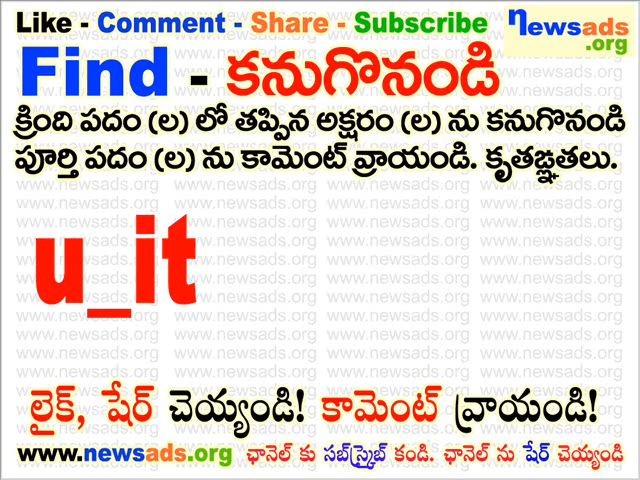 Like - Comment - Share - Subscribe
newsads
.org
Find - కనుగొనండి
క్రింది పదం (ల) లో తప్పిన అక్షరం (ల) ను కనుగొనండి
పూర్తి పదం (ల) ను కామెంట్ వ్రాయండి. కృతజ్ఞతలు.
u_it
లైక్, షేర్ చెయ్యండి! కామెంట్ వ్రాయండి!
www.newsads.org ఛానెల్ కు సబ్‌స్క్రైబ్ కండి. ఛానెల్ ను షేర్ చెయ్యండి